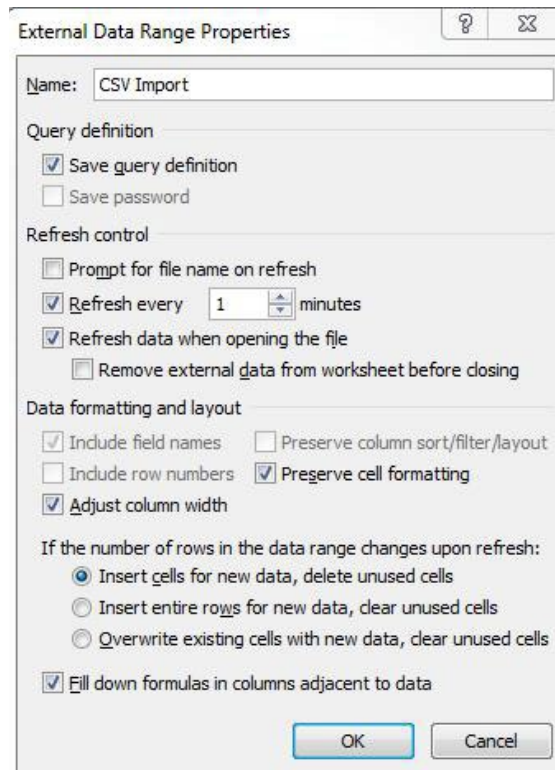 External Data Range Properties
Name: CSV Import
Query definition
Save query definition
Save password
Refresh control
Prompt for file name on refresh
Refresh every 1 minutes
Refresh data when opening the file
Remove external data from worksheet before closing
Data formatting and layout
Include field names Preserve column sort/filter/layout
Include row numbers Preserve cell formatting
Adjust column width
If the number of rows in the data range changes upon refresh:
Insert cells for new data, delete unused cells
Insert entire rows for new data, clear unused cells
Overwrite existing cells with new data, clear unused cells
Fill down formulas in columns adjacent to data
OK Cancel